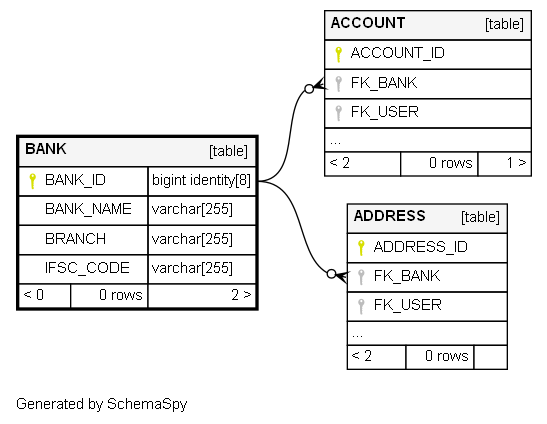 ACCOUNT [table]
ACCOUNT_ID
FK_BANK
FK_USER
...
< 2 0 rows 1 >
BANK [table]
BANK_ID bigint identity[8]
BANK_NAME varchar[255]
BRANCH varchar[255]
IFSC_CODE varchar[255]
< 0 0 rows 2 >
ADDRESS [table]
ADDRESS_ID
FK_BANK
FK_USER
...
< 2 0 rows
Generated by SchemaSpy